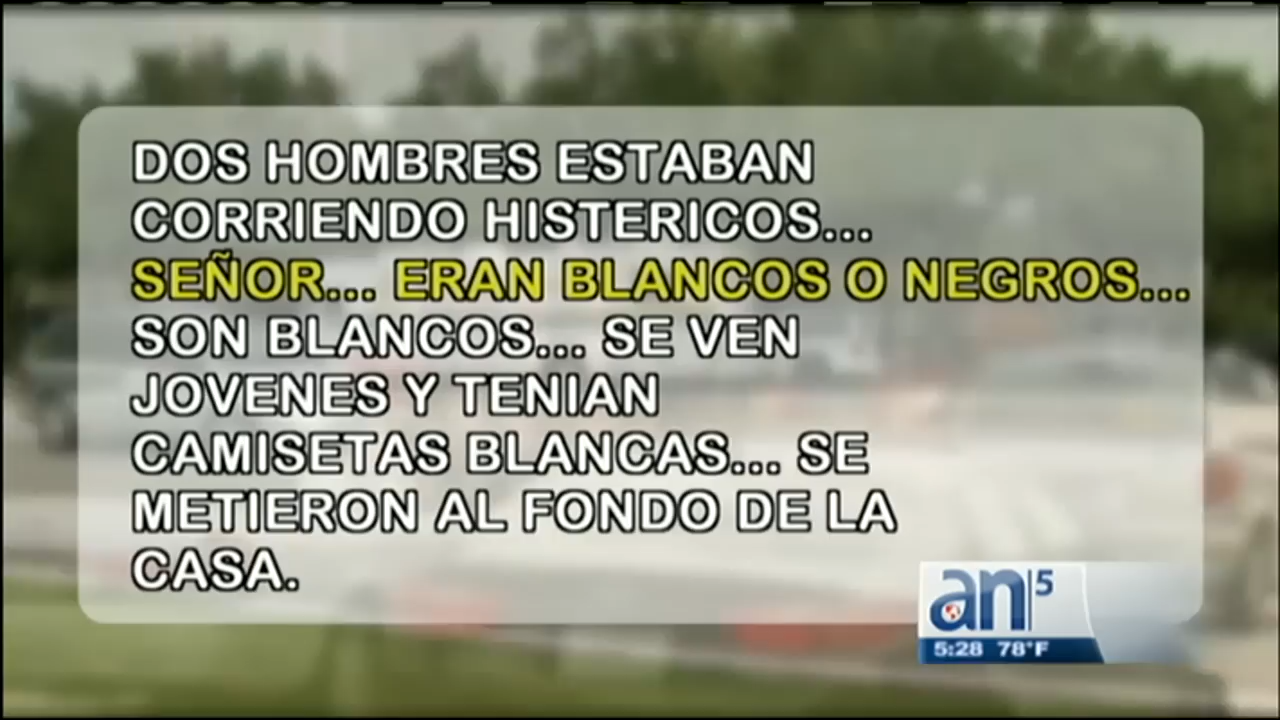 DOS HOMBRES ESTABAN
CORRIENDO HISTERICOS...
SEÑOR... ERAN BLANCOS O NEGROS...
SON BLANCOS... SE VEN
JOVENES Y TENIAN
CAMISETAS BLANCAS... SE
METIERON AL FONDO DE LA
CASA.
an 5
5:28 78°F